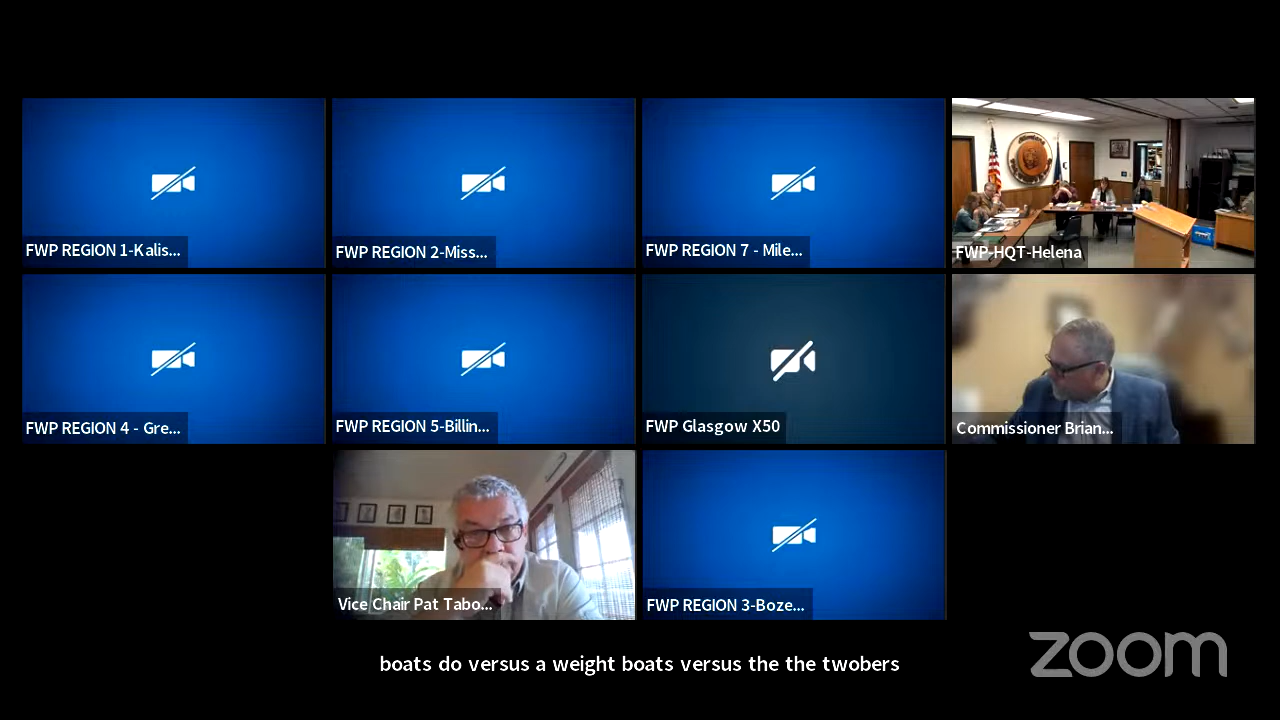 FWP REGION 1-Kalis...
FWP REGION 2-Miss...
FWP REGION 7 - Mile...
FWP-HQT-Helena
FWP REGION 4 - Gre...
FWP REGION 5-Billin...
FWP Glasgow X50
Commissioner Brian...
Vice Chair Pat Tabo...
FWP REGION 3-Boze...
boats do versus a weight boats versus the the twobers
zoom